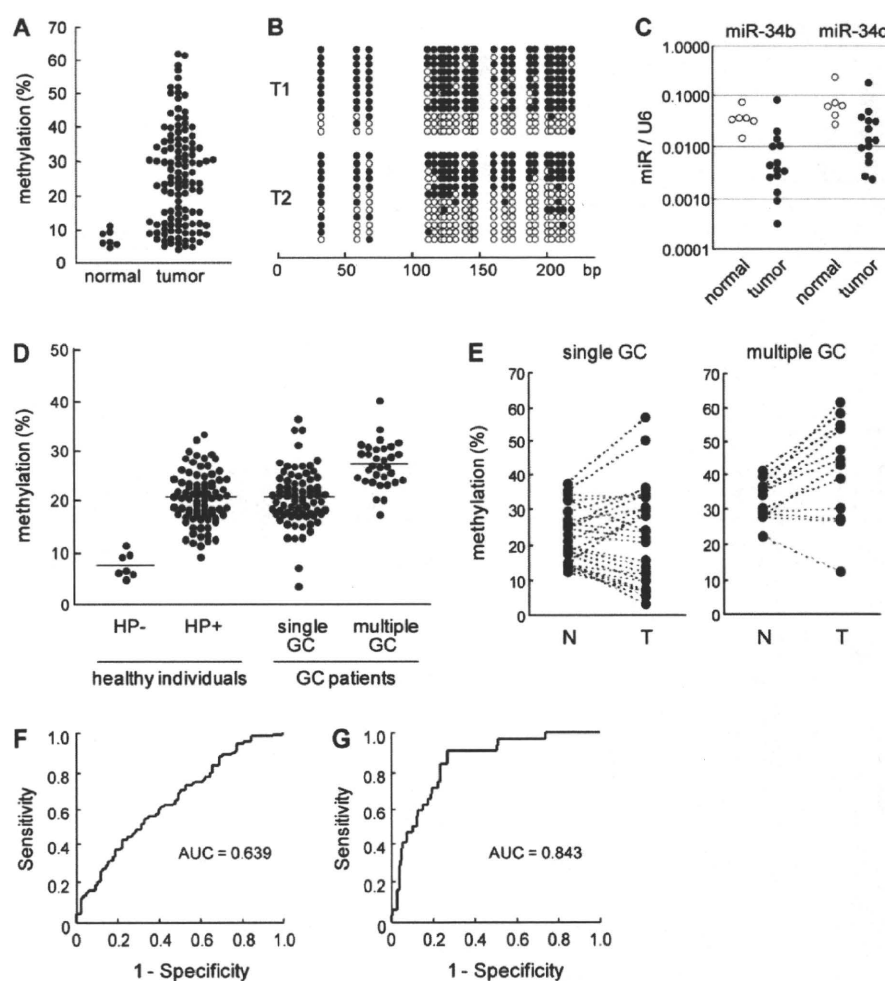 A
methylation (%)
70
60
50
40
30
20
10
0
normal tumor
B
T1
T2
0 50 100 150 200 bp
C
miR-34b miR-34c
miR / U6
1.0000
0.1000
0.0100
0.0010
0.0001
normal tumor normal tumor
D
methylation (%)
50
40
30
20
10
0
HP- HP+ single GC multiple GC
healthy individuals GC patients
E
single GC multiple GC
methylation (%)
70 70
60 60
50 50
40 40
30 30
20 20
10 10
0 0
N T N T
F
Sensitivity
1.0
0.8
0.6
0.4
0.2
0
AUC = 0.639
0 0.2 0.4 0.6 0.8 1.0
1 - Specificity
G
Sensitivity
1.0
0.8
0.6
0.4
0.2
0
AUC = 0.843
0 0.2 0.4 0.6 0.8 1.0
1 - Specificity